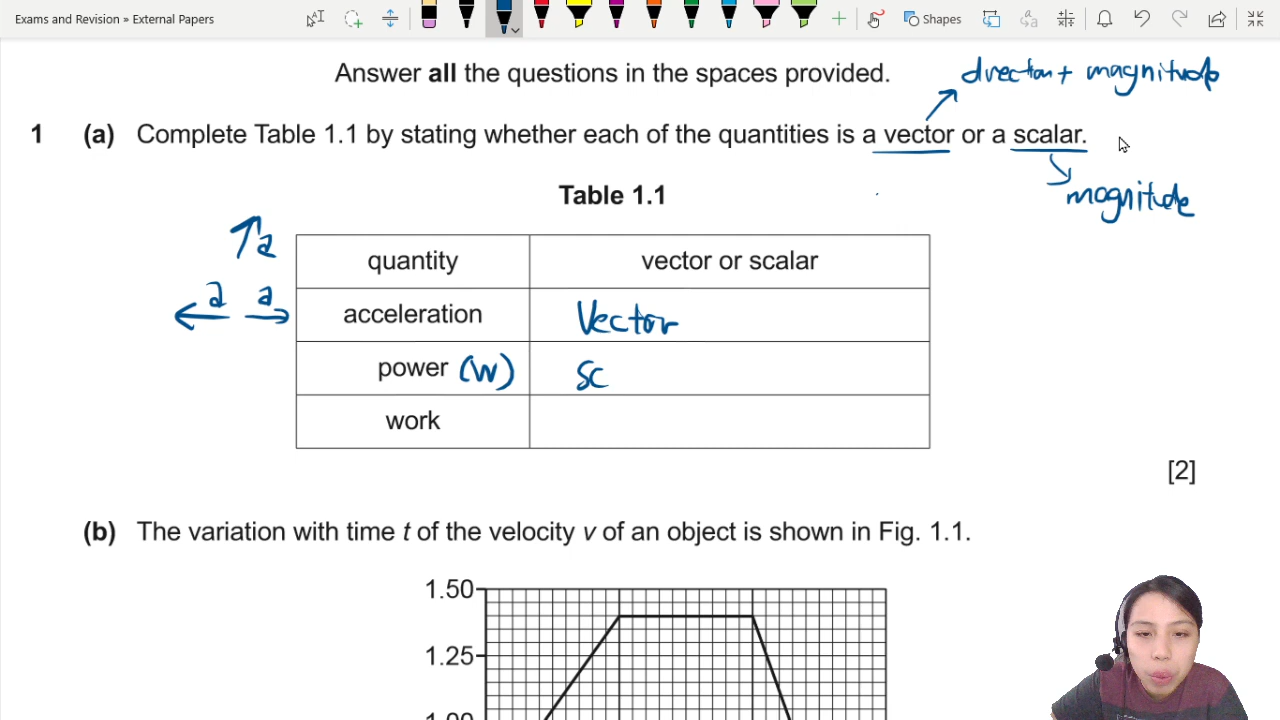 Exams and Revision » External Papers
Shapes
Answer all the questions in the spaces provided.
direction + magnitude
1 (a) Complete Table 1.1 by stating whether each of the quantities is a vector or a scalar.
magnitude
Table 1.1
quantity vector or scalar
a
a a
acceleration Vector
power (W) SC
work
[2]
(b) The variation with time t of the velocity v of an object is shown in Fig. 1.1.
1.50
1.25
1.00